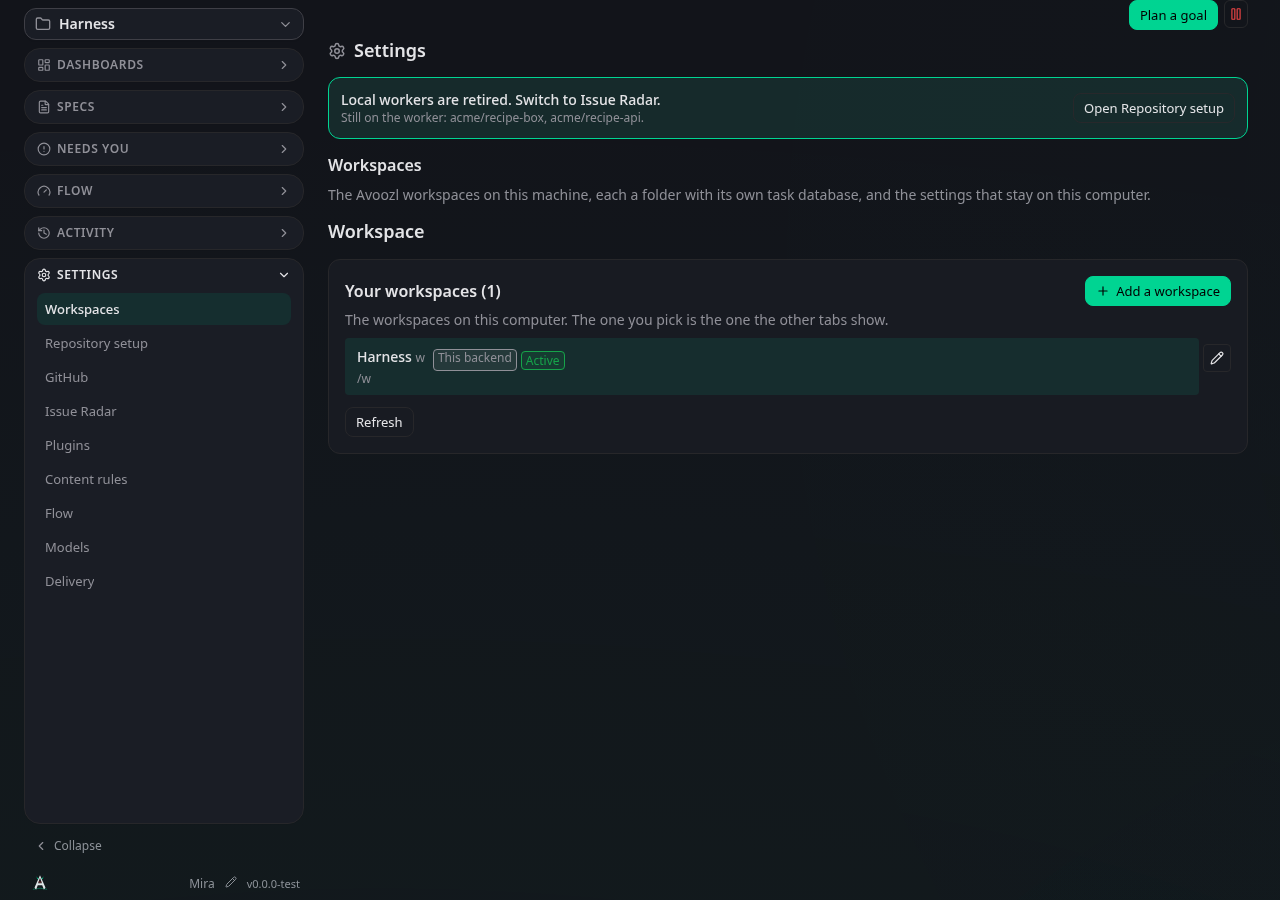 Harness
DASHBOARDS
SPECS
NEEDS YOU
FLOW
ACTIVITY
SETTINGS
Workspaces
Repository setup
GitHub
Issue Radar
Plugins
Content rules
Flow
Models
Delivery
Collapse
Mira v0.0.0-test
Plan a goal
Settings
Local workers are retired. Switch to Issue Radar.
Still on the worker: acme/recipe-box, acme/recipe-api.
Open Repository setup
Workspaces
The Avoozl workspaces on this machine, each a folder with its own task database, and the settings that stay on this computer.
Workspace
Your workspaces (1)
Add a workspace
The workspaces on this computer. The one you pick is the one the other tabs show.
Harness w This backend Active
/w
Refresh